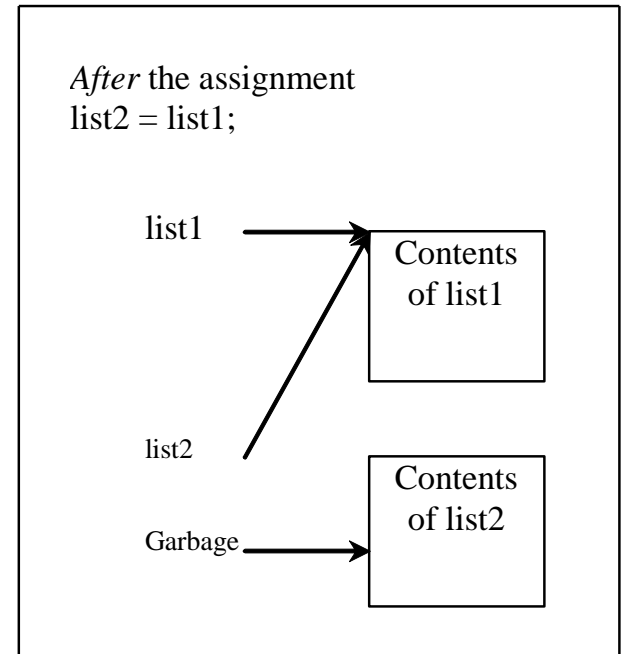 After the assignment
list2 = list1;
list1
Contents
of list1
list2
Contents
of list2
Garbage